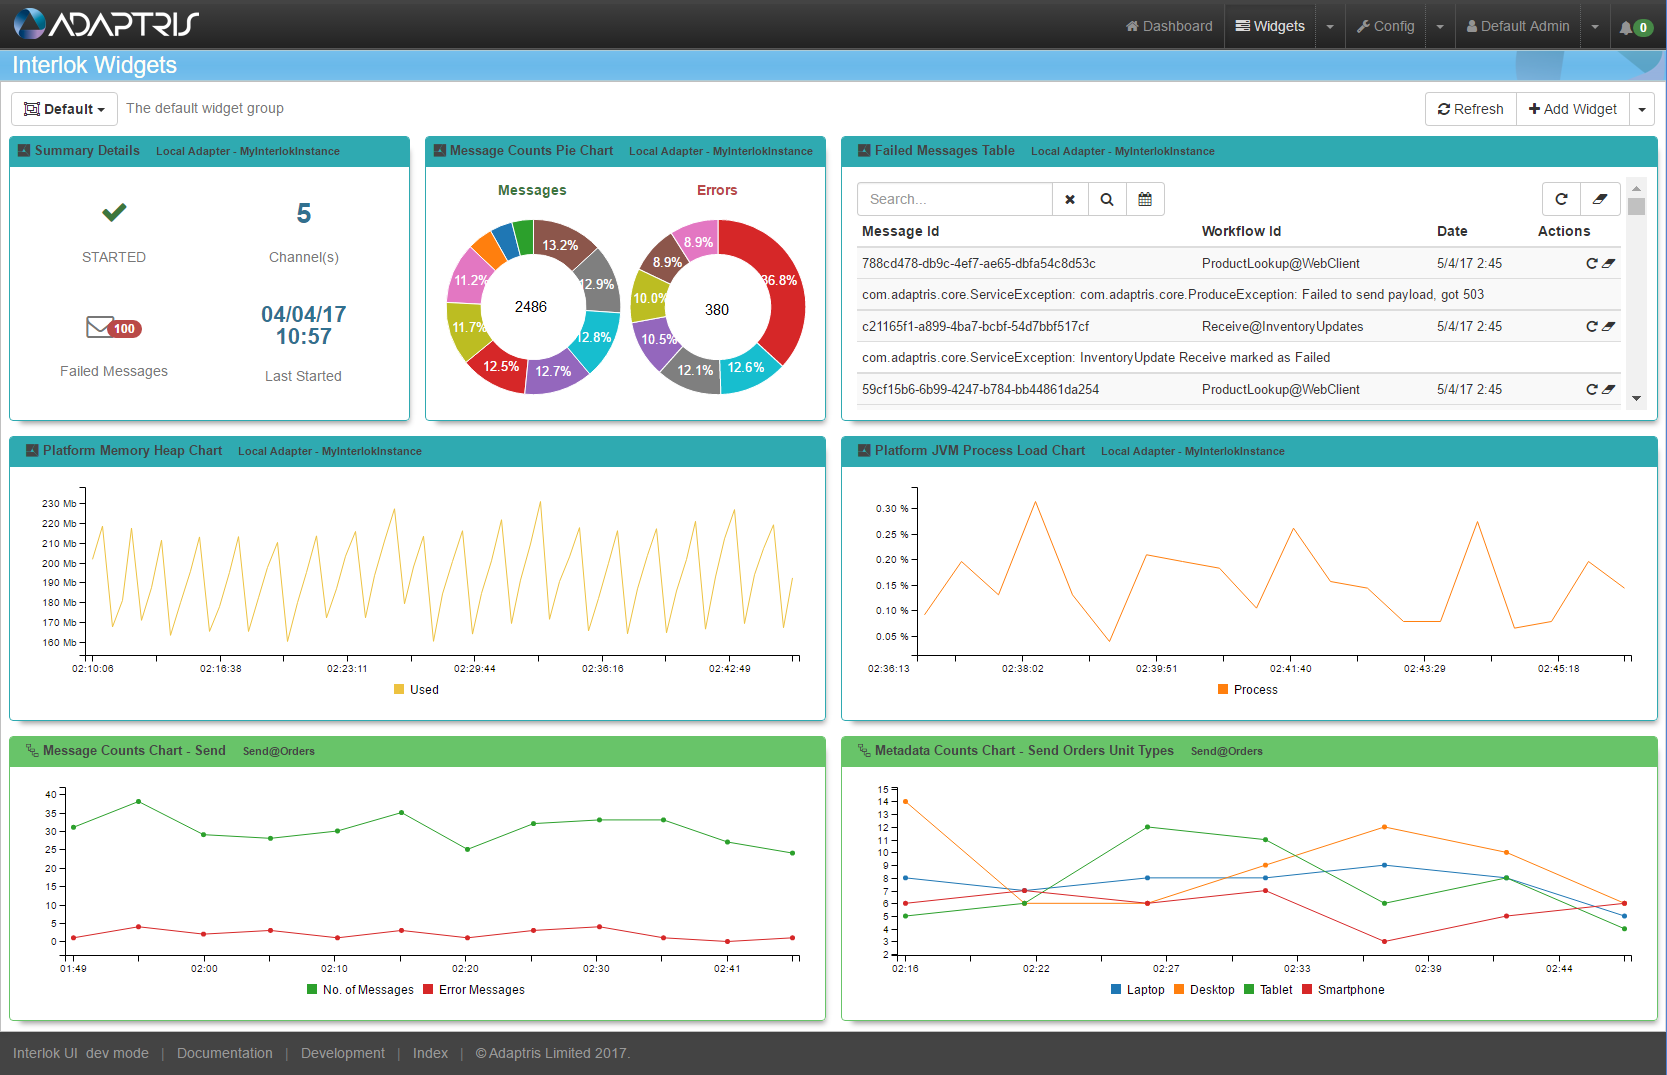 ADAPTRIS
Dashboard Widgets Config Default Admin 0
Interlok Widgets
Default The default widget group Refresh Add Widget
Summary Details Local Adapter - MyInterlokInstance
STARTED
5
Channel(s)
100
Failed Messages
04/04/17
10:57
Last Started
Message Counts Pie Chart Local Adapter - MyInterlokInstance
Messages
13.2%
12.9%
12.8%
12.7%
12.5%
11.7%
11.2%
2486
Errors
36.8%
12.6%
12.1%
10.5%
10.0%
8.9%
8.9%
380
Failed Messages Table Local Adapter - MyInterlokInstance
Search...
Message Id Workflow Id Date Actions
788cd478-db9c-4ef7-ae65-dbfa54c8d53c ProductLookup@WebClient 5/4/17 2:45
com.adaptris.core.ServiceException: com.adaptris.core.ProduceException: Failed to send payload, got 503
c21165f1-a899-4ba7-bcbf-54d7bbf517cf Receive@InventoryUpdates 5/4/17 2:45
com.adaptris.core.ServiceException: InventoryUpdate Receive marked as Failed
59cf15b6-6b99-4247-b784-bb44861da254 ProductLookup@WebClient 5/4/17 2:45
Platform Memory Heap Chart Local Adapter - MyInterlokInstance
230 Mb
220 Mb
210 Mb
200 Mb
190 Mb
180 Mb
170 Mb
160 Mb
02:10:06 02:16:38 02:23:11 02:29:44 02:36:16 02:42:49
Used
Platform JVM Process Load Chart Local Adapter - MyInterlokInstance
0.30 %
0.25 %
0.20 %
0.15 %
0.10 %
0.05 %
02:36:13 02:38:02 02:39:51 02:41:40 02:43:29 02:45:18
Process
Message Counts Chart - Send Send@Orders
40
35
30
25
20
15
10
5
0
01:49 02:00 02:10 02:20 02:30 02:41
No. of Messages Error Messages
Metadata Counts Chart - Send Orders Unit Types Send@Orders
15
14
13
12
11
10
9
8
7
6
5
4
3
2
02:16 02:22 02:27 02:33 02:39 02:44
Laptop Desktop Tablet Smartphone
Interlok UI dev mode | Documentation | Development | Index | © Adaptris Limited 2017.